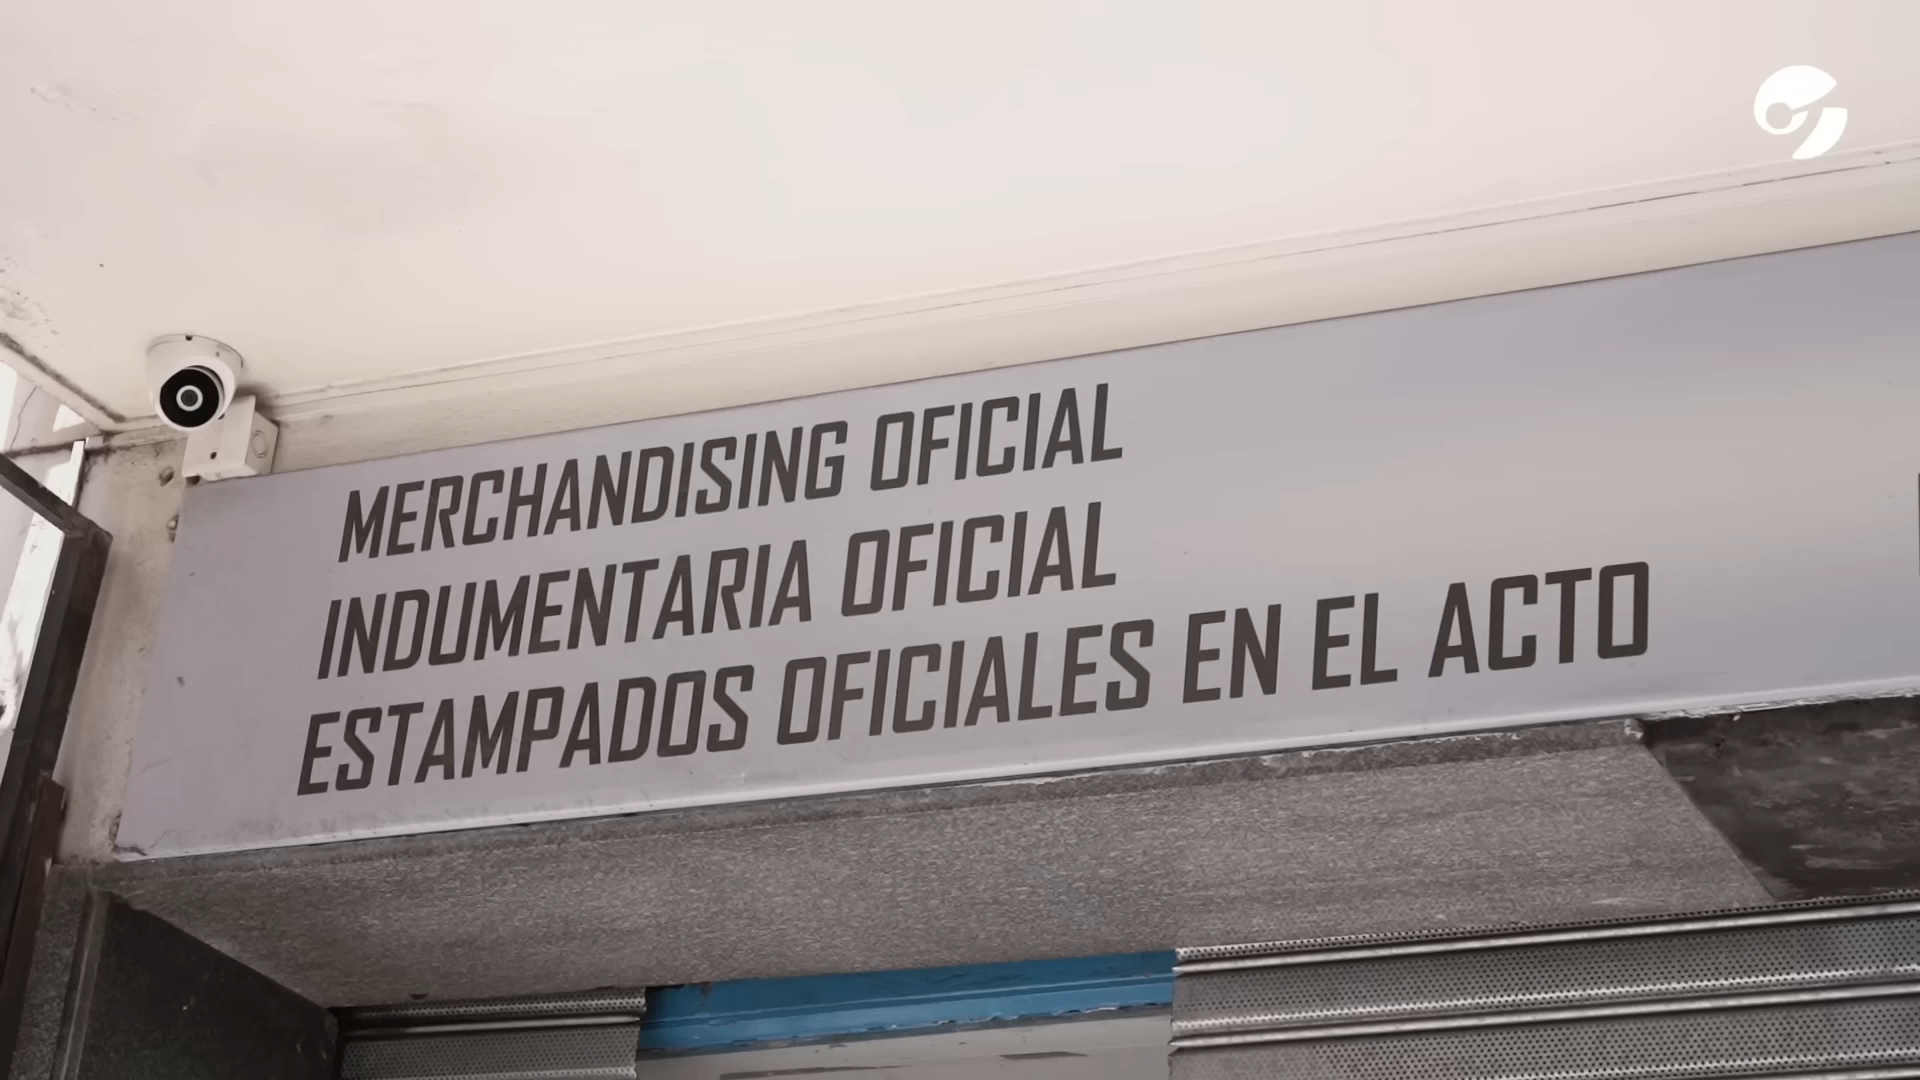 MERCHANDISING OFICIAL
INDUMENTARIA OFICIAL
ESTAMPADOS OFICIALES EN EL ACTO